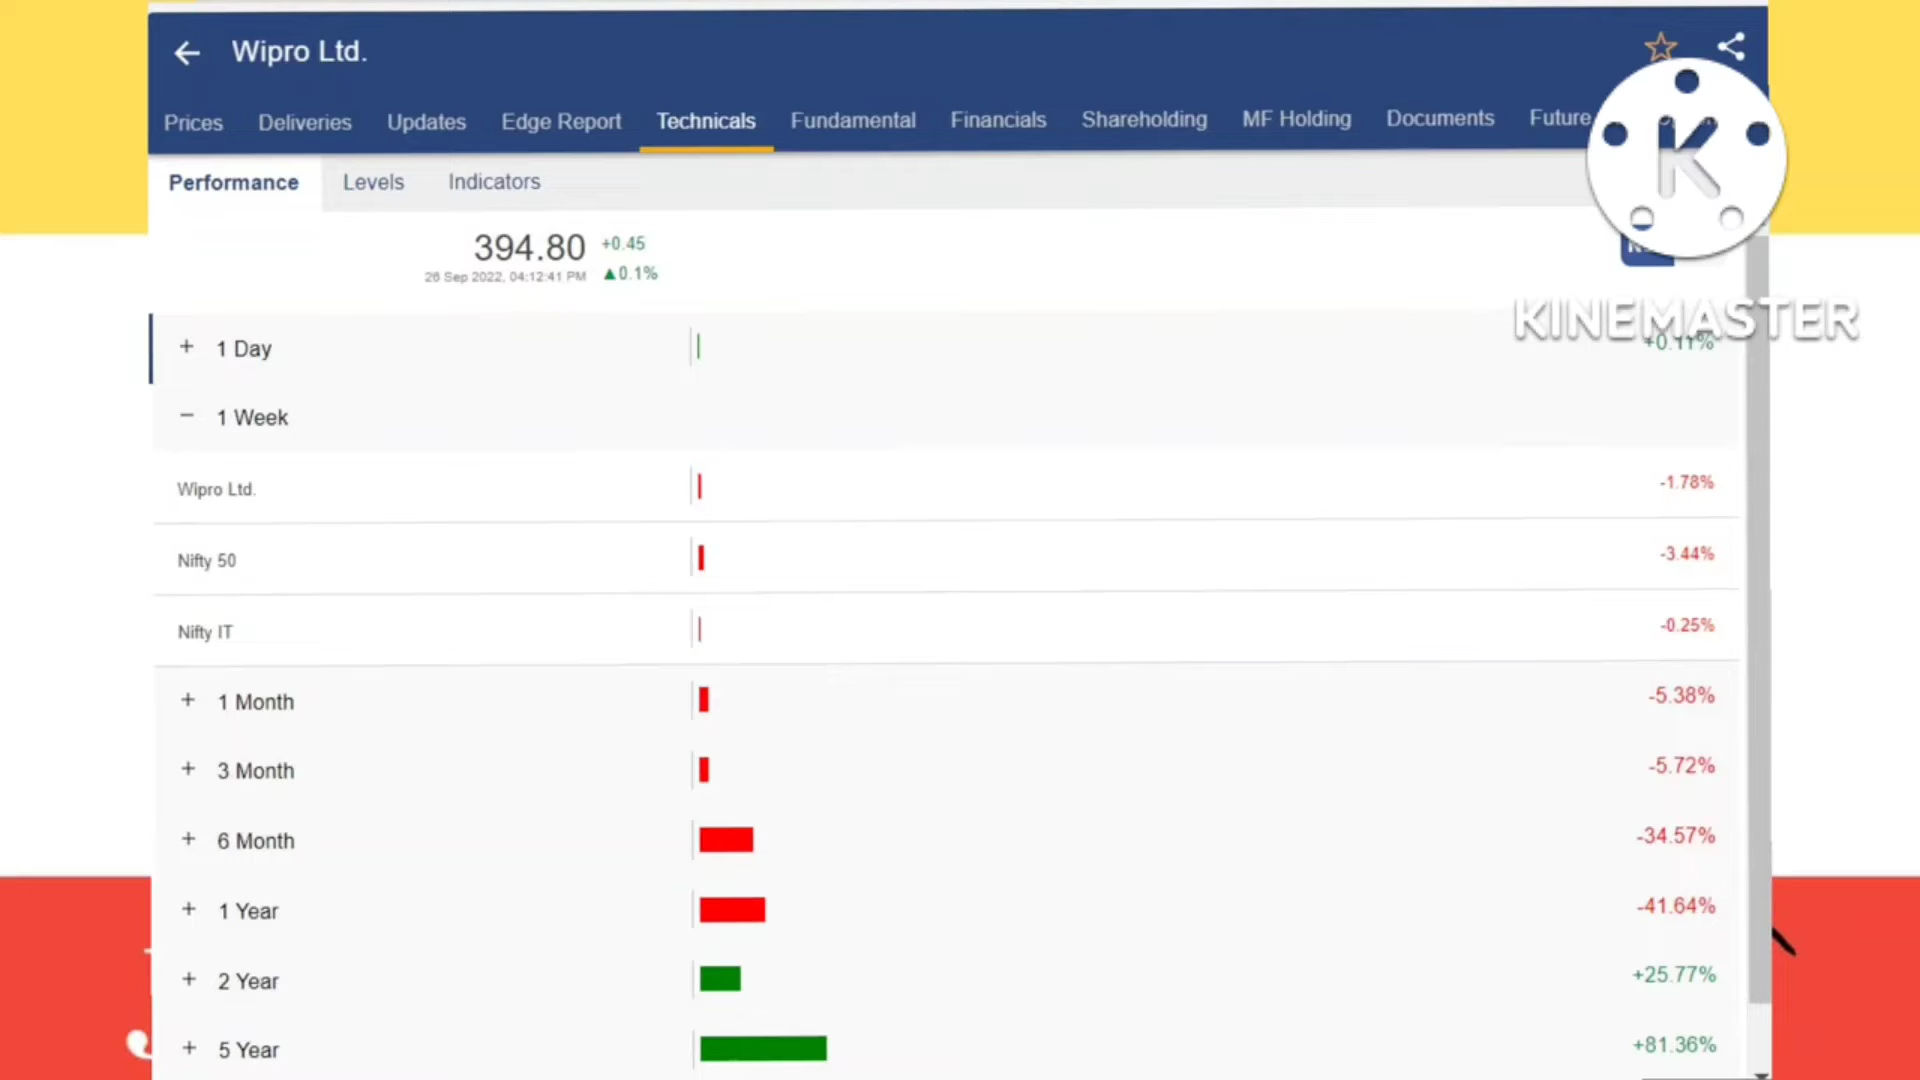 Wipro Ltd.
Prices Deliveries Updates Edge Report Technicals Fundamental Financials Shareholding MF Holding Documents Future
Performance Levels Indicators
394.80 +0.45
26 Sep 2022, 04:12:41 PM ▲0.1%
KINEMASTER
+ 1 Day +0.11%
− 1 Week
Wipro Ltd. -1.78%
Nifty 50 -3.44%
Nifty IT -0.25%
+ 1 Month -5.38%
+ 3 Month -5.72%
+ 6 Month -34.57%
+ 1 Year -41.64%
+ 2 Year +25.77%
+ 5 Year +81.36%